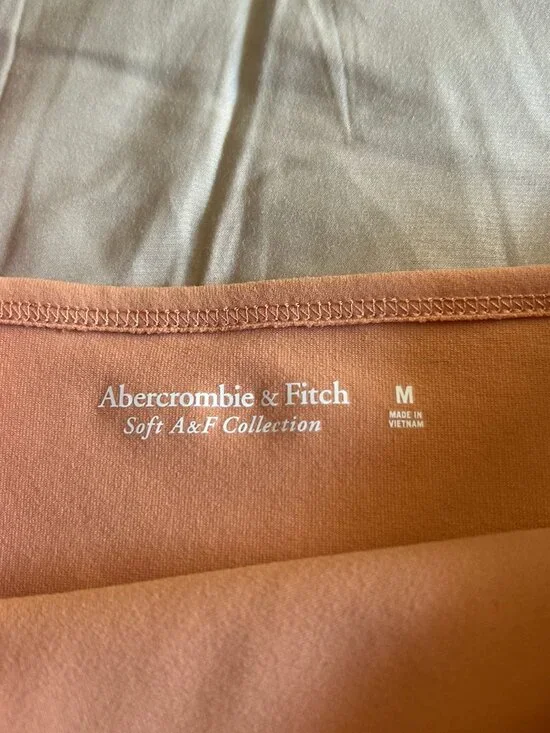 Abercrombie & Fitch
Soft A&F Collection
M
MADE IN
VIETNAM